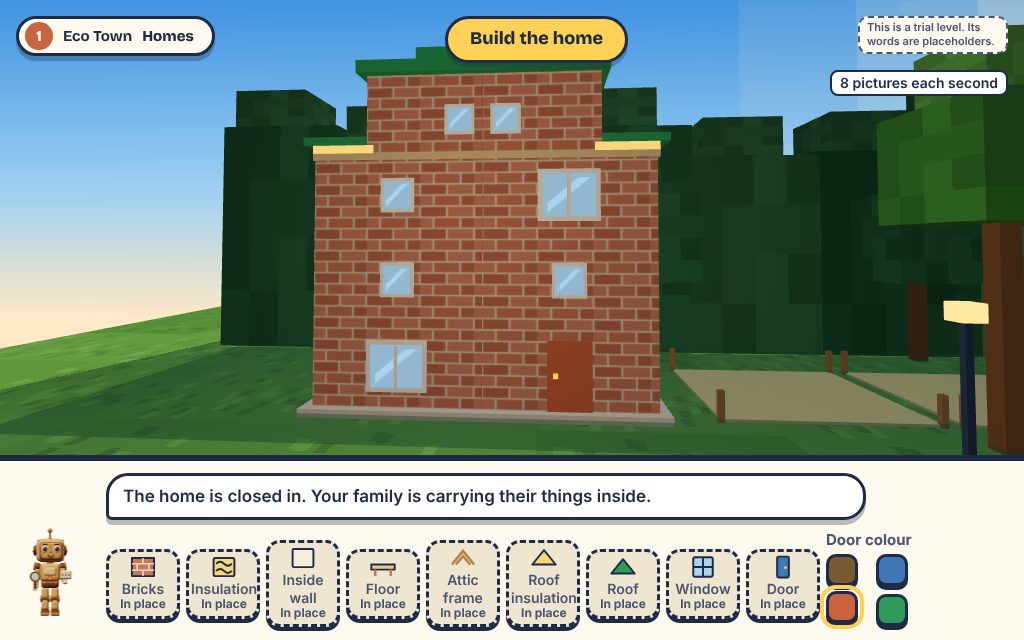 1 Eco Town Homes
Build the home
This is a trial level. Its
words are placeholders.
8 pictures each second
The home is closed in. Your family is carrying their things inside.
Door colour
Bricks
In place
Insulation
In place
Inside
wall
In place
Floor
In place
Attic
frame
In place
Roof
insulation
In place
Roof
In place
Window
In place
Door
In place